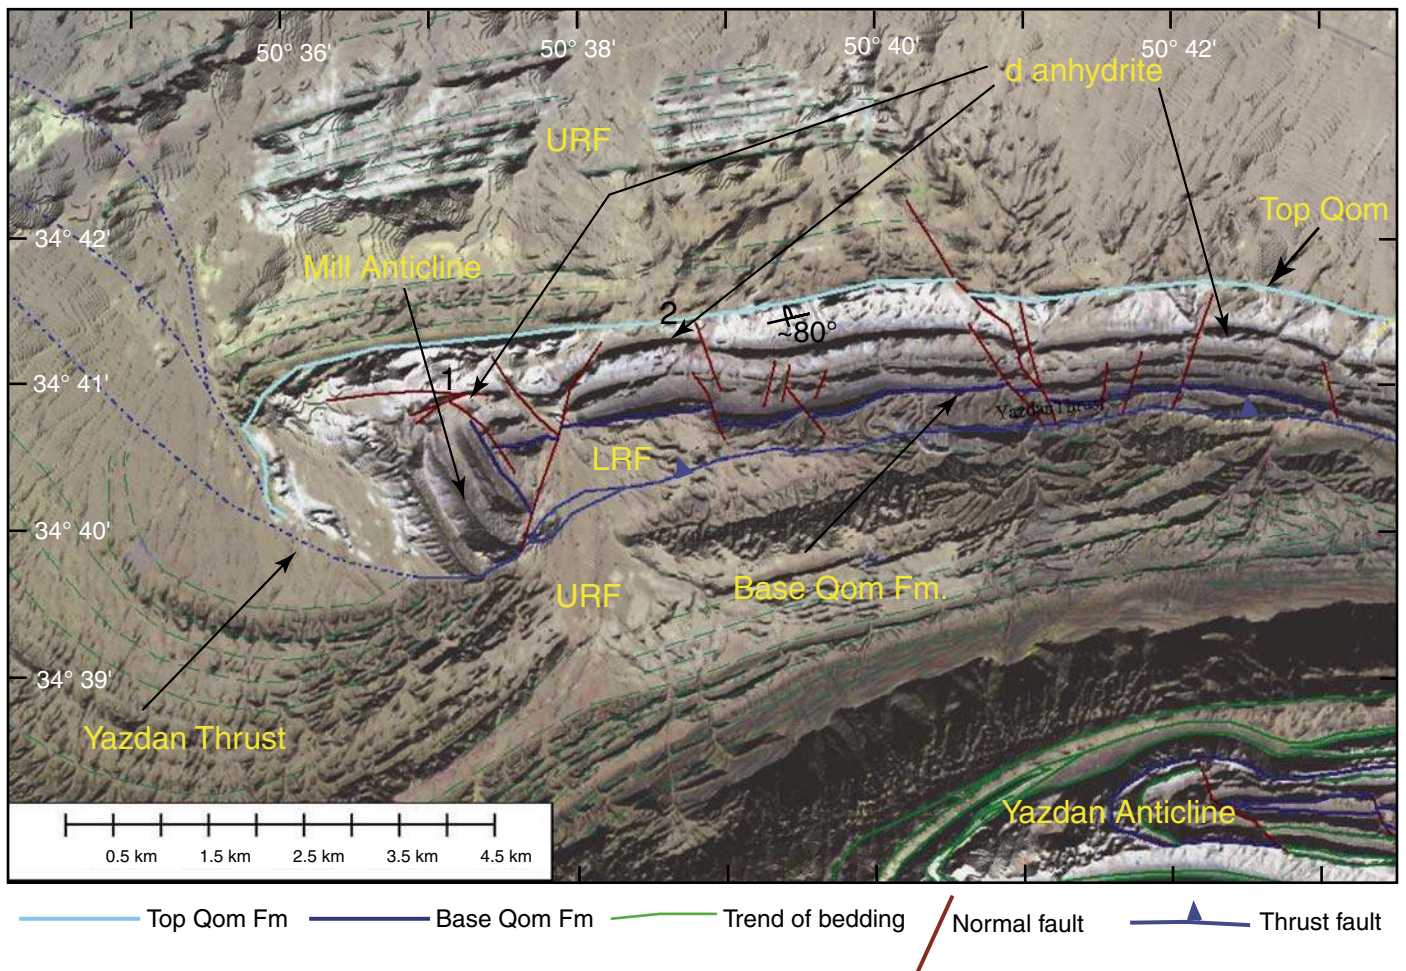 50° 36'
50° 38'
50° 40'
50° 42'
d anhydrite
URF
Top Qom
34° 42'
Mill Anticline
2
~80°
34° 41'
1
Yazdan Thrust
LRF
34° 40'
URF
Base Qom Fm.
34° 39'
Yazdan Thrust
Yazdan Anticline
0.5 km 1.5 km 2.5 km 3.5 km 4.5 km
Top Qom Fm Base Qom Fm Trend of bedding Normal fault Thrust fault